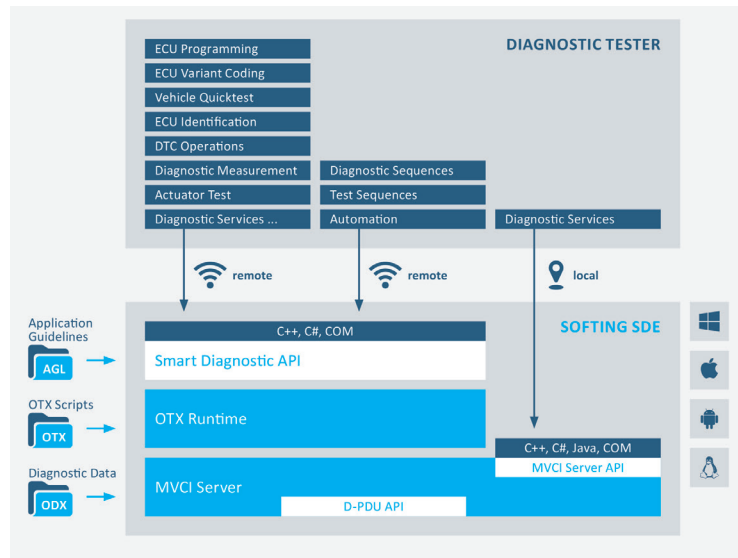 DIAGNOSTIC TESTER
ECU Programming
ECU Variant Coding
Vehicle Quicktest
ECU Identification
DTC Operations
Diagnostic Measurement
Actuator Test
Diagnostic Services ...
Diagnostic Sequences
Test Sequences
Automation
Diagnostic Services
remote
remote
local
Application
Guidelines
AGL
OTX Scripts
OTX
Diagnostic Data
ODX
SOFTING SDE
C++, C#, COM
Smart Diagnostic API
OTX Runtime
C++, C#, Java, COM
MVCI Server API
MVCI Server
D-PDU API